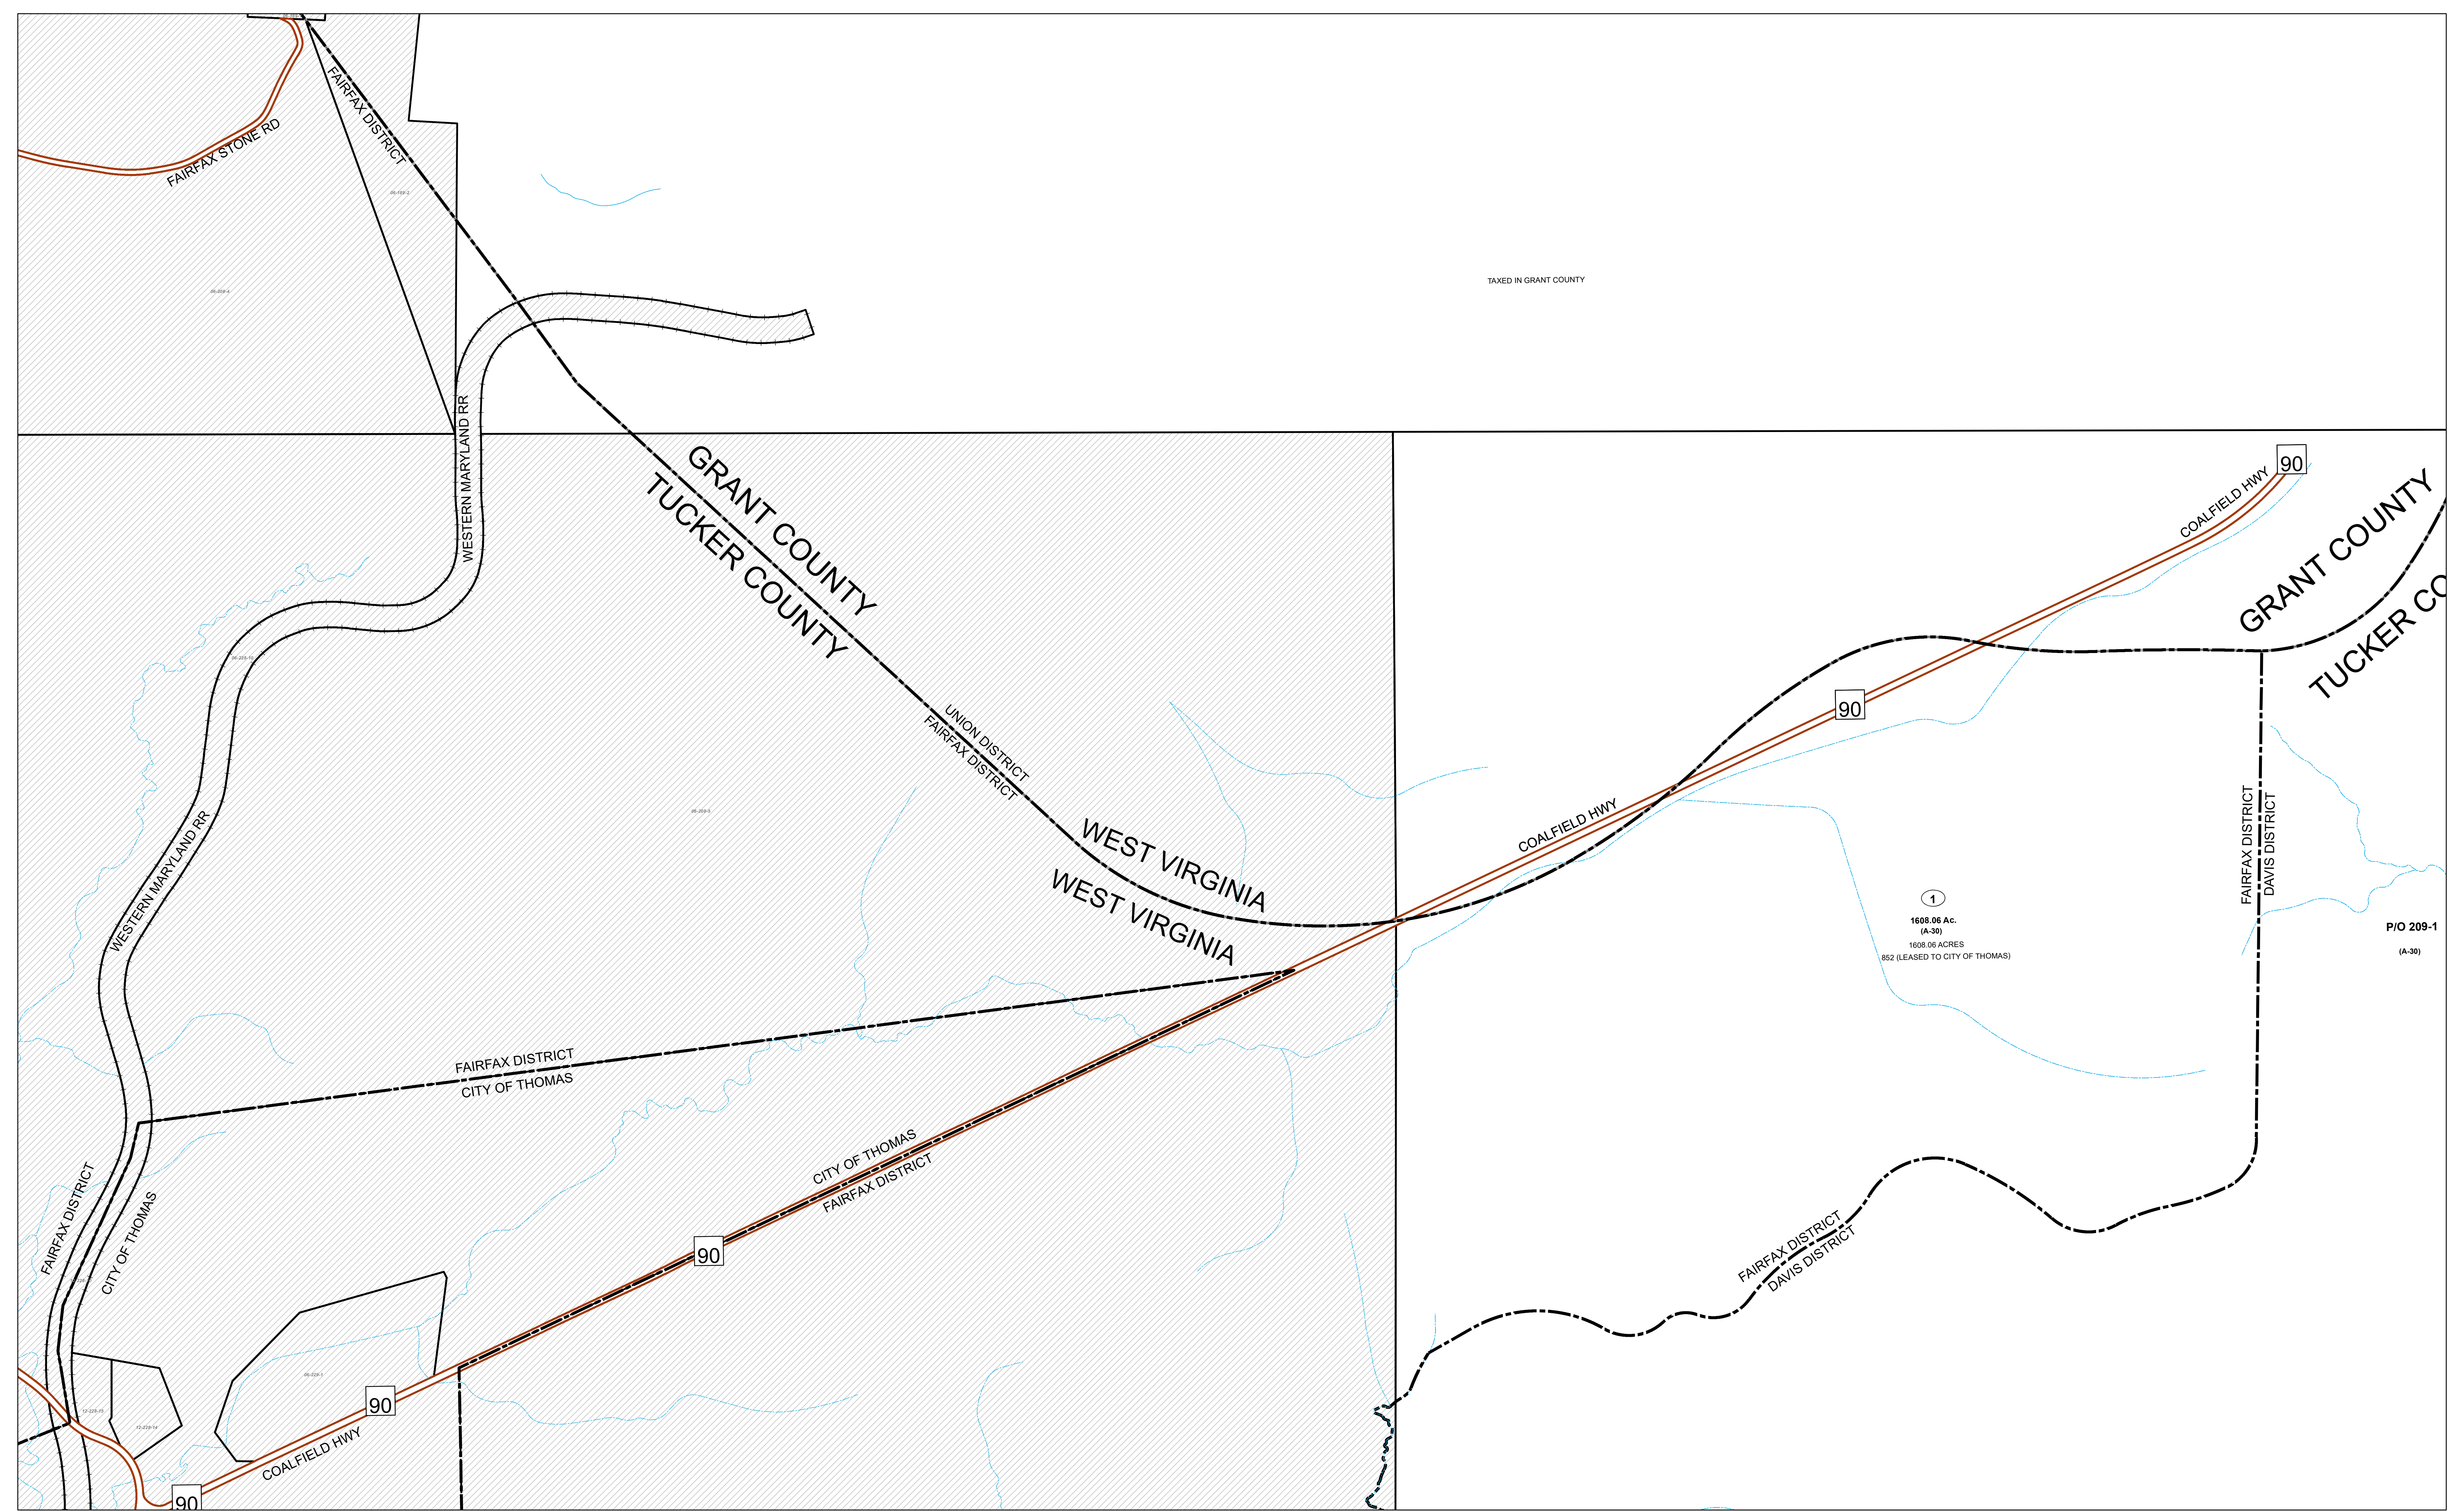 FAIRFAX DISTRICT
FAIRFAX STONE RD
06-189-2
TAXED IN GRANT COUNTY
WESTERN MARYLAND RR
GRANT COUNTY
TUCKER COUNTY
90
COALFIELD HWY
GRANT COUNTY
TUCKER CO
UNION DISTRICT
FAIRFAX DISTRICT
90
WESTERN MARYLAND RR
COALFIELD HWY
WEST VIRGINIA
WEST VIRGINIA
FAIRFAX DISTRICT
DAVIS DISTRICT
1
1608.06 Ac.
(A-30)
1608.06 ACRES
852 (LEASED TO CITY OF THOMAS)
P/O 209-1
(A-30)
FAIRFAX DISTRICT
CITY OF THOMAS
CITY OF THOMAS
FAIRFAX DISTRICT
FAIRFAX DISTRICT
CITY OF THOMAS
90
FAIRFAX DISTRICT
DAVIS DISTRICT
90
COALFIELD HWY
90